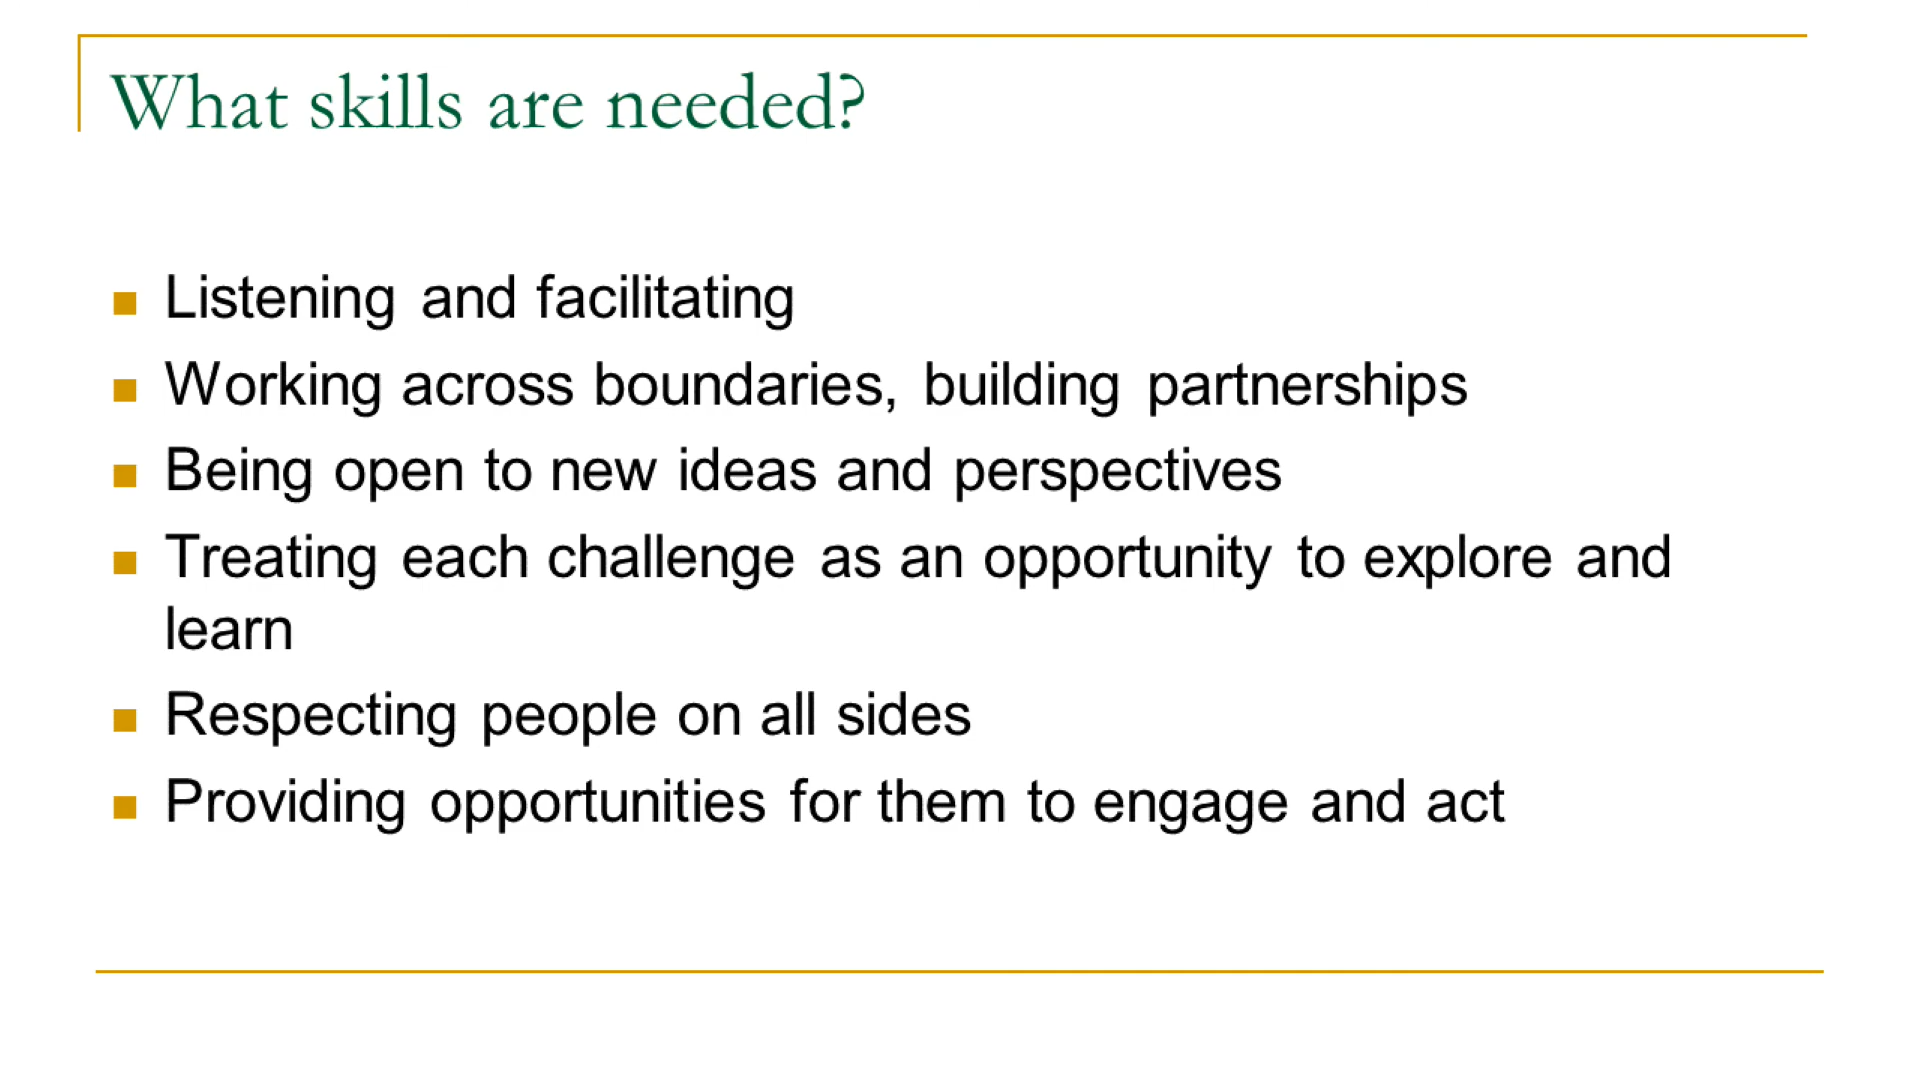 What skills are needed?
Listening and facilitating
Working across boundaries, building partnerships
Being open to new ideas and perspectives
Treating each challenge as an opportunity to explore and
learn
Respecting people on all sides
Providing opportunities for them to engage and act